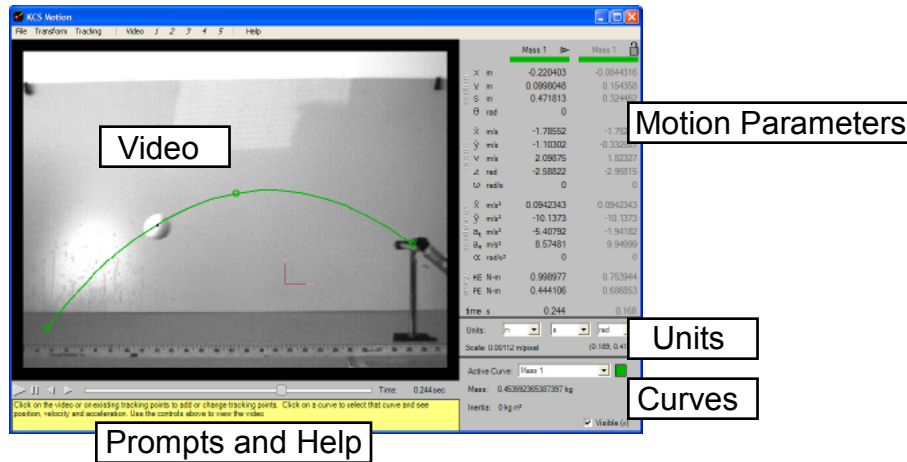 KCS Motion
File Transform Tracking | Video 1 2 3 4 5 | Help
Mass 1 Mass 1
X m -0.220403 -0.0844316
Y m 0.0998048 0.154358
S m 0.471813
θ rad 0
ẋ m/s -1.78552
ẏ m/s -1.10302
V m/s 2.09875 1.82327
∠ rad -2.58822 -2.95815
ω rad/s 0 0
ẍ m/s² 0.0942343 0.0942343
ÿ m/s² -10.1373 -10.1373
aₜ m/s² -5.40792 -1.94182
8.57481 9.94999
α rad/s² 0 0
KE N-m 0.998977 0.753944
PE N-m 0.444106 0.686853
time s 0.244 0.168
Video
Motion Parameters
Units: m s rad
Scale: 0.00112 m/pixel
Units
Active Curve: Mass 1
Mass: 0.453592365387397 kg
Inertia: 0 kg m²
Curves
Visible (v)
Time: 0.244 sec
Click on the video or on existing tracking points to add or change tracking points. Click on a curve to select that curve and see
position, velocity and acceleration. Use the controls above to view the video
Prompts and Help